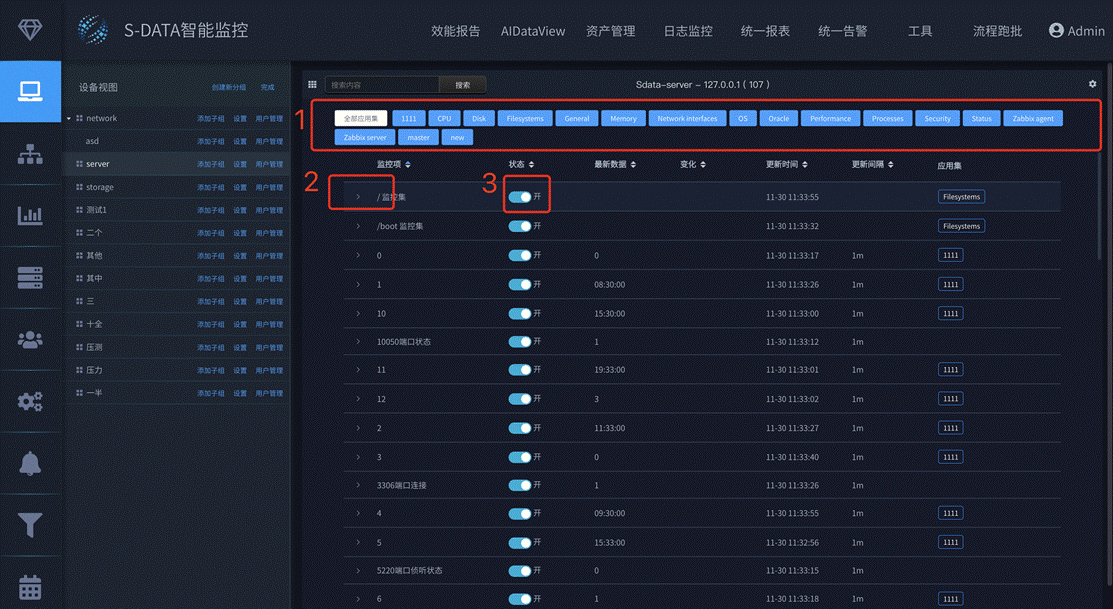 S-DATA智能监控 效能报告 AIDataView 资产管理 日志监控 统一报表 统一告警 工具 流程跑批 Admin
设备视图 创建新分组 完成
network 添加子组 设置 用户管理
asd 添加子组 设置 用户管理
server 添加子组 设置 用户管理
storage 添加子组 设置 用户管理
测试1 添加子组 设置 用户管理
二个 添加子组 设置 用户管理
其他 添加子组 设置 用户管理
其中 添加子组 设置 用户管理
三 添加子组 设置 用户管理
十全 添加子组 设置 用户管理
压测 添加子组 设置 用户管理
压力 添加子组 设置 用户管理
一半 添加子组 设置 用户管理
搜索内容 搜索 Sdata-server – 127.0.0.1 ( 107 )
1
全部应用集 1111 CPU Disk Filesystems General Memory Network interfaces OS Oracle Performance Processes Security Status Zabbix agent
Zabbix server master new
监控项 状态 最新数据 变化 更新时间 更新间隔 应用集
2 3
/ 监控集 开 11-30 11:33:55 Filesystems
/boot 监控集 开 11-30 11:33:32 Filesystems
0 开 0 11-30 11:33:17 1m 1111
1 开 08:30:00 11-30 11:33:26 1m 1111
10 开 15:30:00 11-30 11:33:00 1m 1111
10050端口状态 开 1 11-30 11:33:12 1m
11 开 19:33:00 11-30 11:33:01 1m 1111
12 开 3 11-30 11:33:02 1m 1111
2 开 11:33:00 11-30 11:33:27 1m 1111
3 开 0 11-30 11:33:40 1m 1111
3306端口连接 开 1 11-30 11:33:26 1m
4 开 09:30:00 11-30 11:33:55 1m 1111
5 开 15:33:00 11-30 11:32:56 1m 1111
5220端口侦听状态 开 0 11-30 11:33:15 1m
6 开 1 11-30 11:33:18 1m 1111